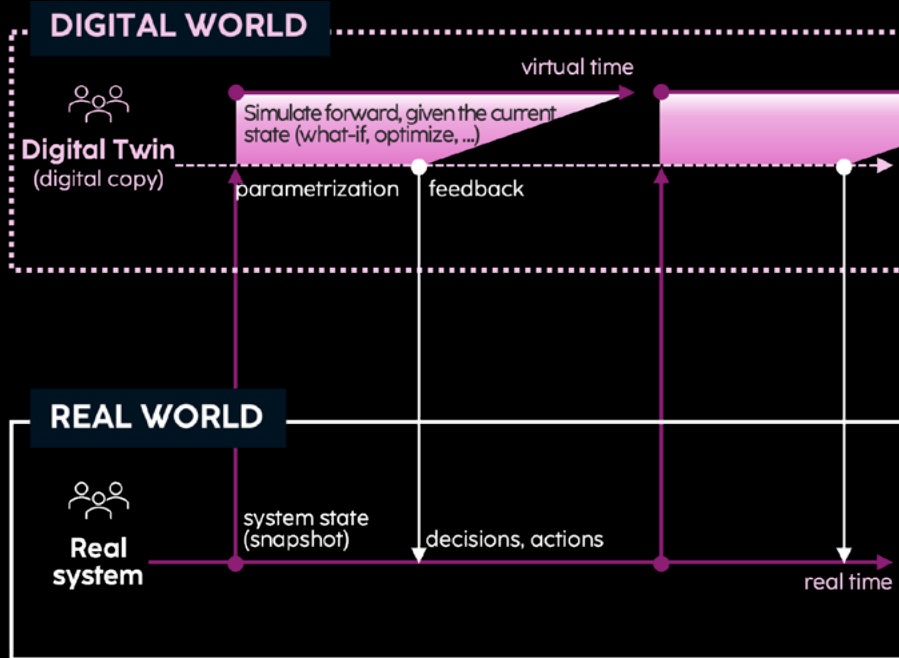 DIGITAL WORLD
virtual time
Simulate forward, given the current
state (what-if, optimize, ...)
Digital Twin
(digital copy)
parametrization
feedback
REAL WORLD
system state
(snapshot)
decisions, actions
Real
system
real time